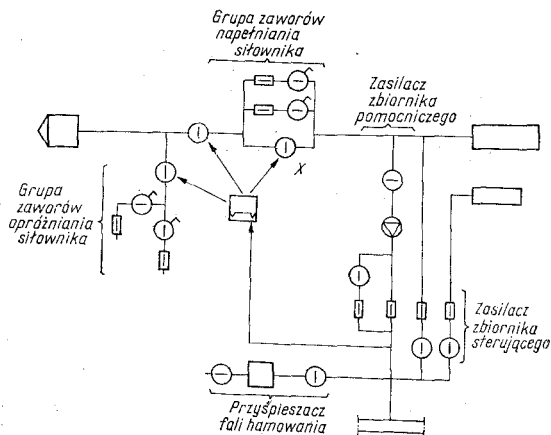 Grupa zaworów
napełniania
siłownika
Zasilacz
zbiornika
pomocniczego
X
Grupa
zaworów
opróżniania
siłownika
Zasilacz
zbiornika
sterującego
Przyśpieszacz
fali hamowania